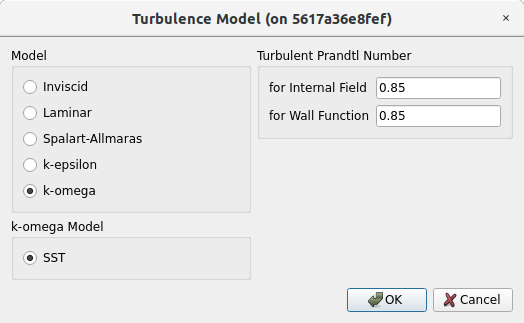 Turbulence Model (on 5617a36e8fef)
×
Model
Inviscid
Laminar
Spalart-Allmaras
k-epsilon
k-omega
k-omega Model
SST
Turbulent Prandtl Number
for Internal Field 0.85
for Wall Function 0.85
OK
Cancel